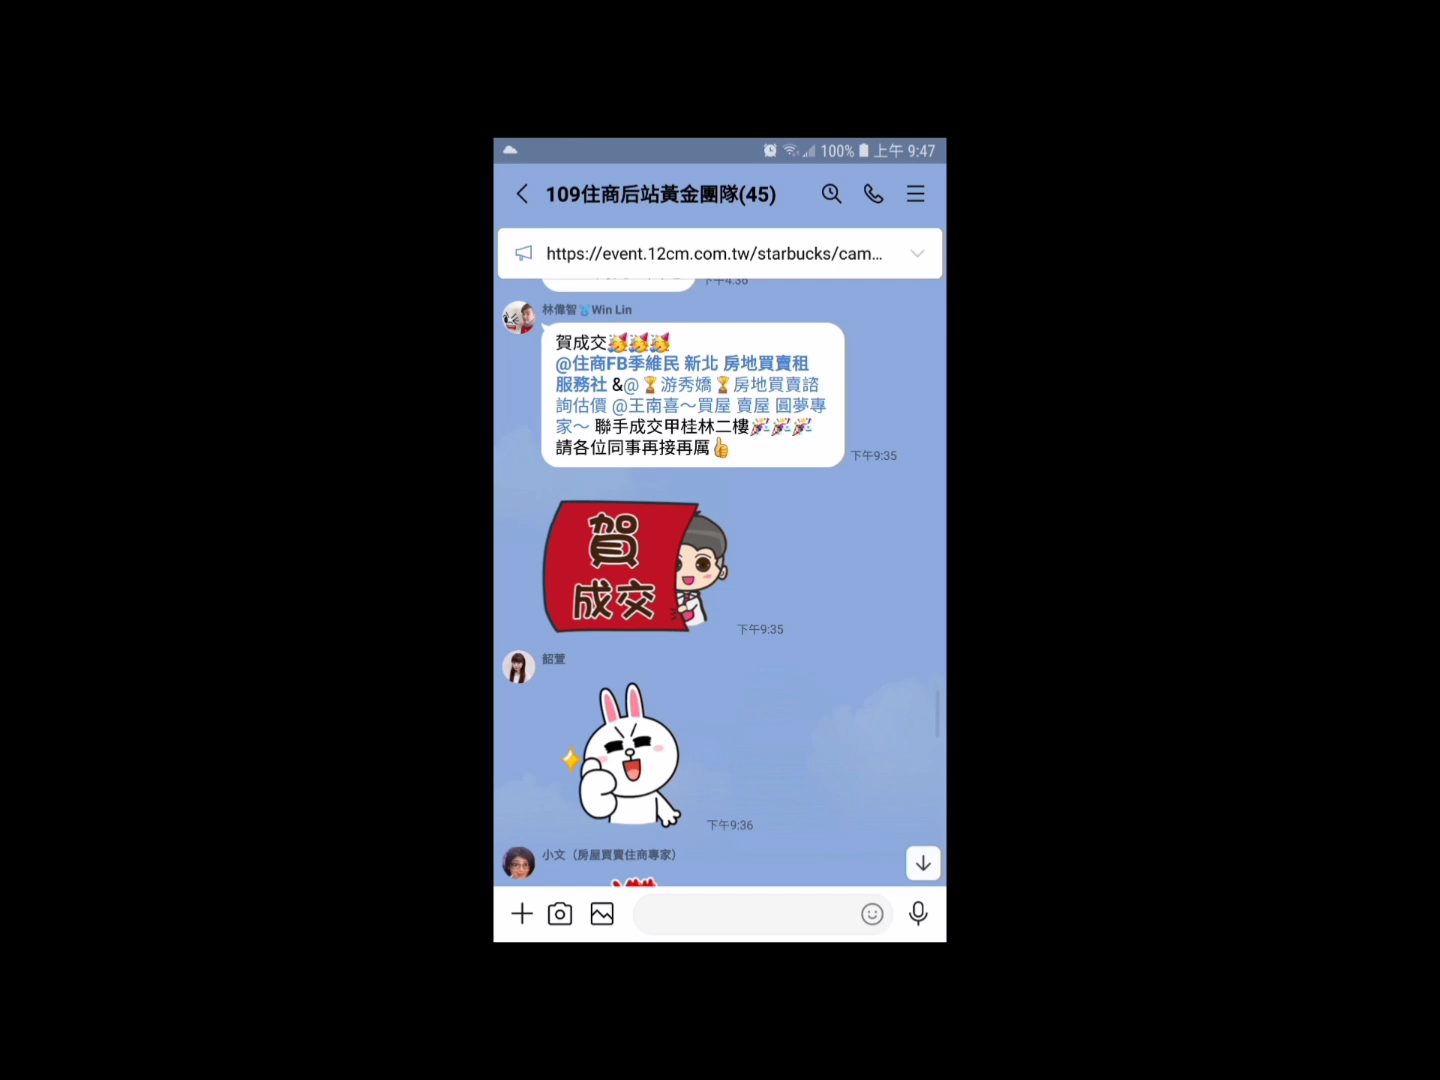 100% 上午 9:47
109住商后站黃金團隊(45)
https://event.12cm.com.tw/starbucks/cam...
下午4:36
林偉智 Win Lin
賀成交🥳🥳🥳
@住商FB季維民 新北 房地買賣租
服務社 &@🏆游秀嬌🏆房地買賣諮
詢估價 @王南喜～買屋 賣屋 圓夢專
家～ 聯手成交甲桂林二樓🎉🎉🎉
請各位同事再接再厲👍
下午9:35
賀
成交
下午9:35
韶萱
下午9:36
小文（房屋買賣住商專家）